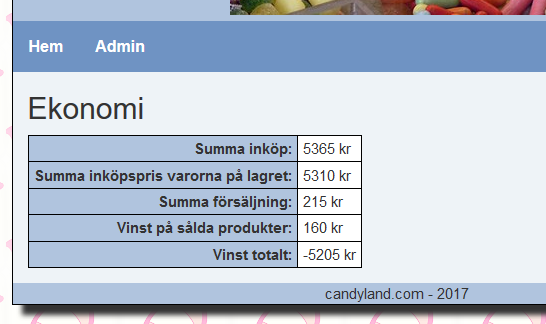 Hem Admin
Ekonomi
Summa inköp: 5365 kr
Summa inköpspris varorna på lagret: 5310 kr
Summa försäljning: 215 kr
Vinst på sålda produkter: 160 kr
Vinst totalt: -5205 kr
candyland.com - 2017